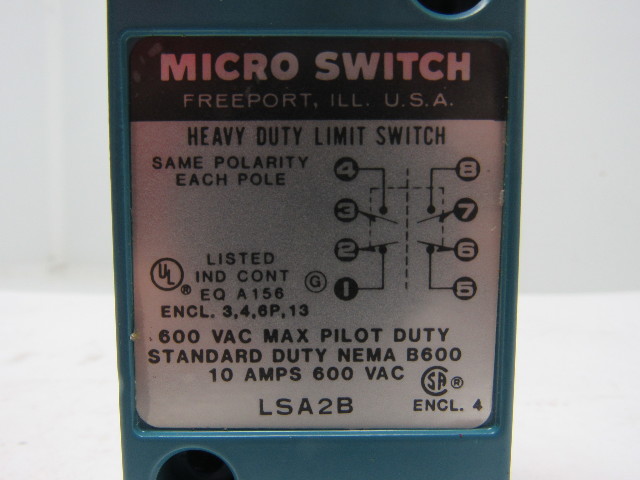 MICRO SWITCH
FREEPORT, ILL. U.S.A.
HEAVY DUTY LIMIT SWITCH
SAME POLARITY
EACH POLE
4 8
3 7
2 6
1 5
LISTED
UL ® IND CONT G
EQ A156
ENCL. 3,4,6P,13
600 VAC MAX PILOT DUTY
STANDARD DUTY NEMA B600
10 AMPS 600 VAC
SA ®
LSA2B ENCL. 4